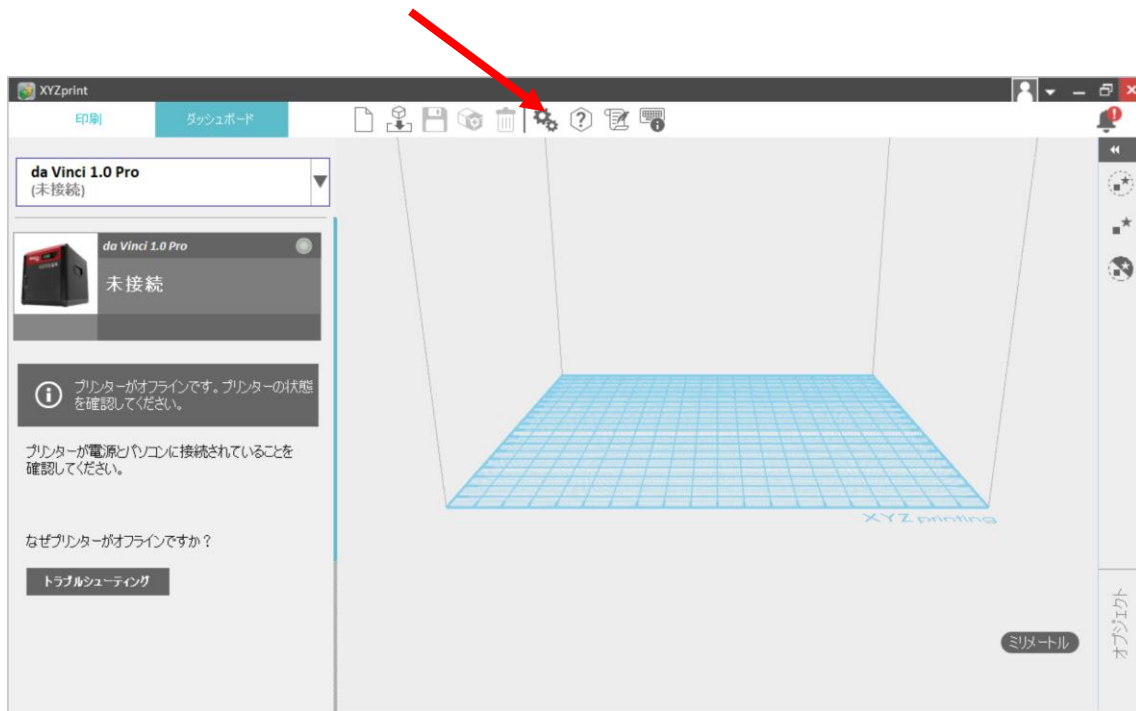 XYZprint
印刷
ダッシュボード
da Vinci 1.0 Pro
(未接続)
da Vinci 1.0 Pro
未接続
プリンターがオフラインです。プリンターの状態
を確認してください。
プリンターが電源とパソコンに接続されていることを
確認してください。
なぜプリンターがオフラインですか？
トラブルシューティング
XYZprinting
ミリメートル
オブジェクト